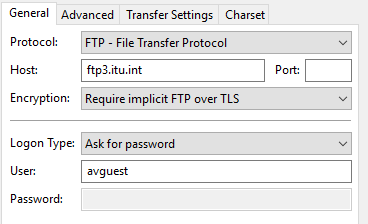 General Advanced Transfer Settings Charset
Protocol: FTP - File Transfer Protocol
Host: ftp3.itu.int Port:
Encryption: Require implicit FTP over TLS
Logon Type: Ask for password
User: avguest
Password: